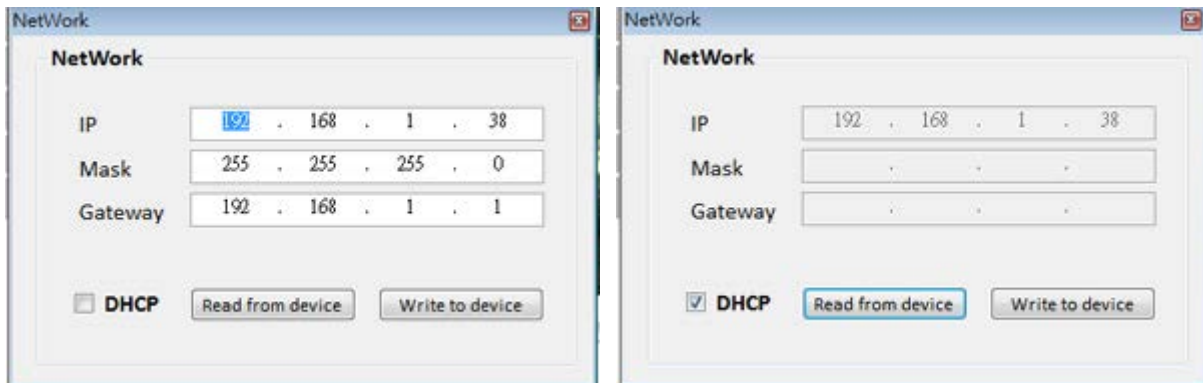 NetWork
NetWork
IP 192 . 168 . 1 . 38
Mask 255 . 255 . 255 . 0
Gateway 192 . 168 . 1 . 1
DHCP Read from device Write to device
NetWork
NetWork
IP 192 . 168 . 1 . 38
Mask . . .
Gateway . . .
DHCP Read from device Write to device